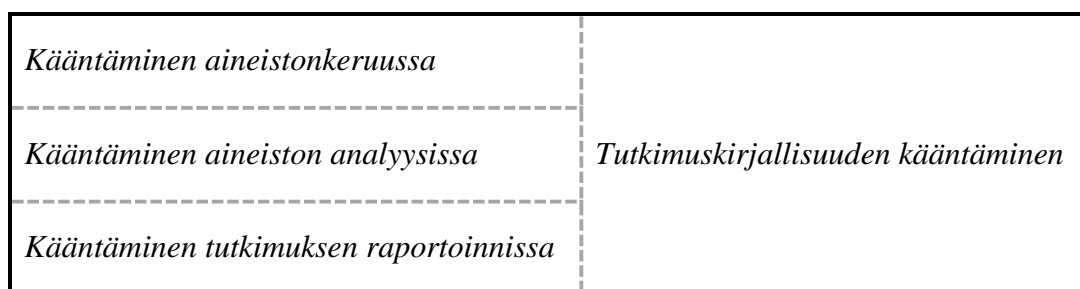 Kääntäminen aineistonkeruussa
Kääntäminen aineiston analyysissa
Tutkimuskirjallisuuden kääntäminen
Kääntäminen tutkimuksen raportoinnissa